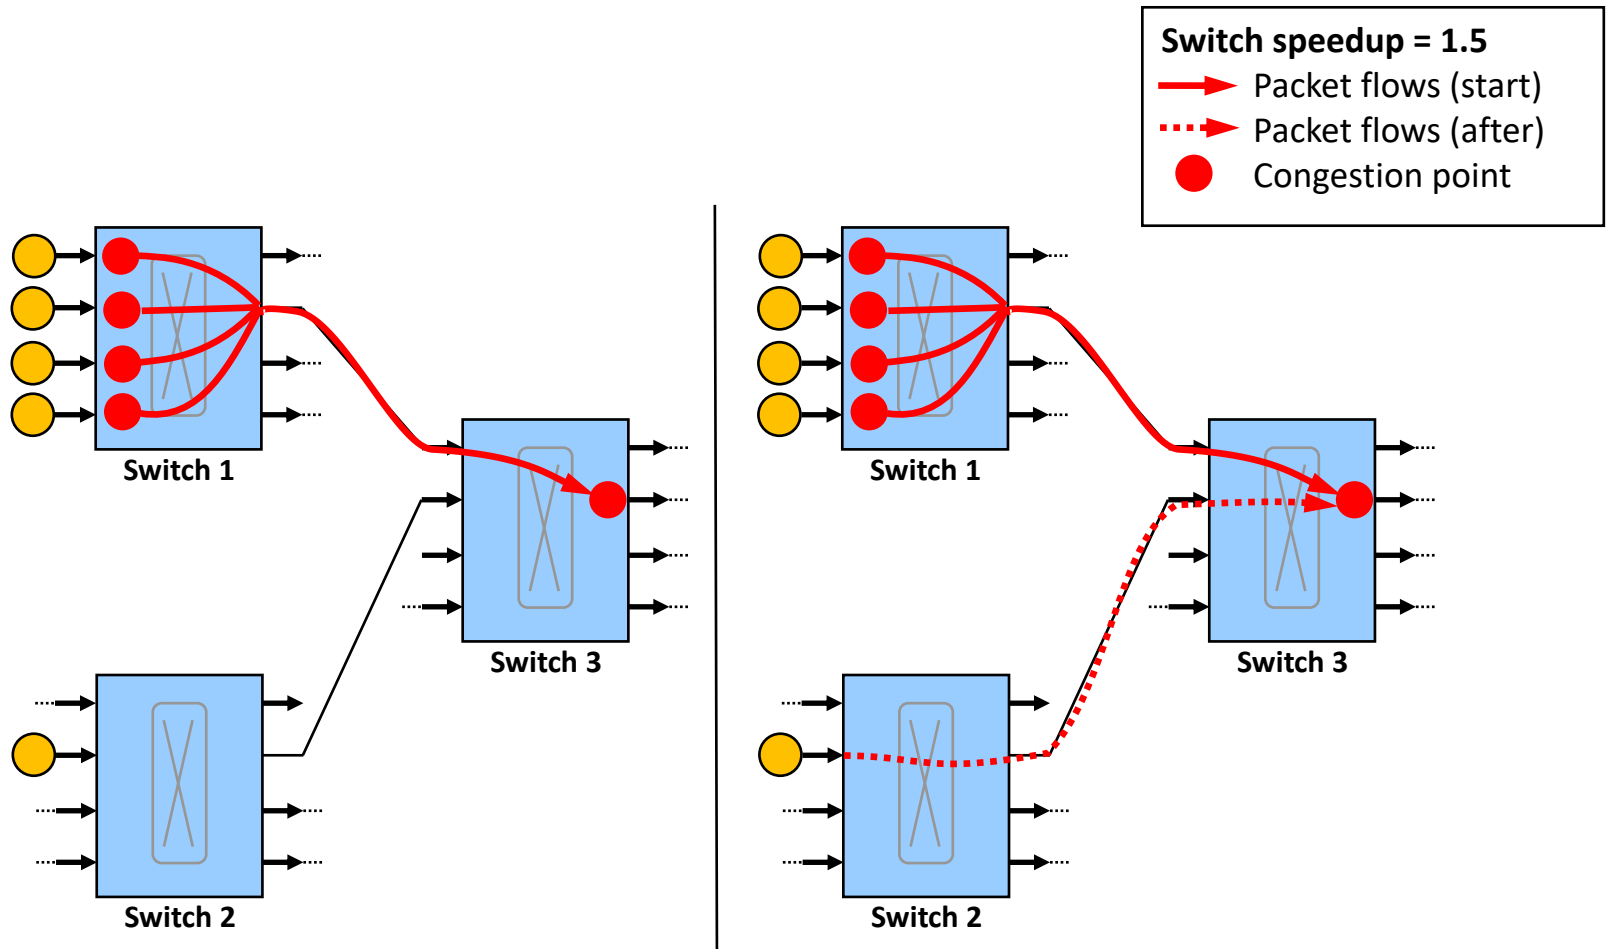 Switch speedup = 1.5
Packet flows (start)
Packet flows (after)
Congestion point
Switch 1
Switch 3
Switch 2
Switch 1
Switch 3
Switch 2